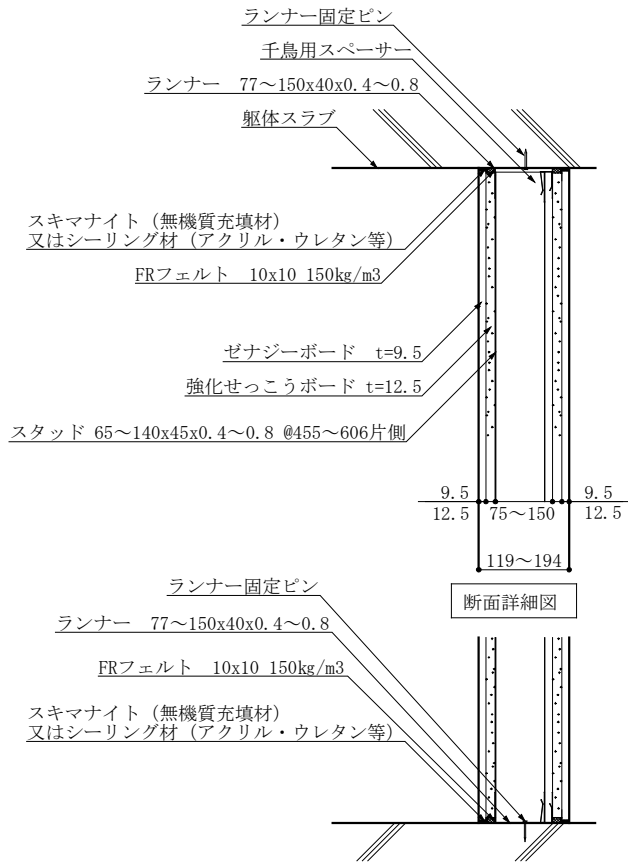 ランナー固定ピン
千鳥用スペーサー
ランナー 77～150x40x0.4～0.8
躯体スラブ
スキマナイト（無機質充填材）
又はシーリング材（アクリル・ウレタン等）
FRフェルト 10x10 150kg/m3
ゼナジーボード t=9.5
強化せっこうボード t=12.5
スタッド 65～140x45x0.4～0.8 @455～606片側
9.5 9.5
12.5 75～150 12.5
119～194
断面詳細図
ランナー固定ピン
ランナー 77～150x40x0.4～0.8
FRフェルト 10x10 150kg/m3
スキマナイト（無機質充填材）
又はシーリング材（アクリル・ウレタン等）